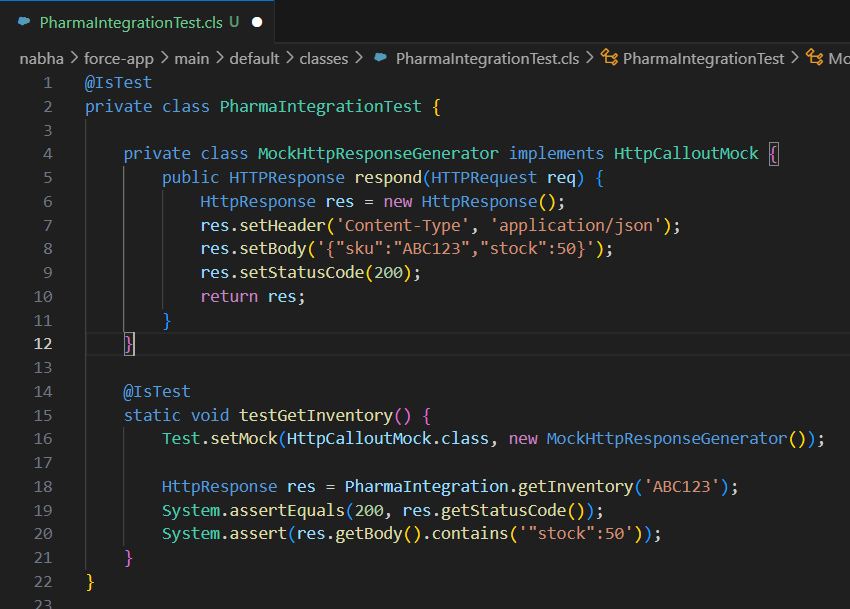 PharmaIntegrationTest.cls U
nabha > force-app > main > default > classes > PharmaIntegrationTest.cls > PharmaIntegrationTest > Mo
1 @IsTest
2 private class PharmaIntegrationTest {
3
4 private class MockHttpResponseGenerator implements HttpCalloutMock {
5 public HTTPResponse respond(HTTPRequest req) {
6 HttpResponse res = new HttpResponse();
7 res.setHeader('Content-Type', 'application/json');
8 res.setBody('{"sku":"ABC123","stock":50}');
9 res.setStatusCode(200);
10 return res;
11 }
12 }
13
14 @IsTest
15 static void testGetInventory() {
16 Test.setMock(HttpCalloutMock.class, new MockHttpResponseGenerator());
17
18 HttpResponse res = PharmaIntegration.getInventory('ABC123');
19 System.assertEquals(200, res.getStatusCode());
20 System.assert(res.getBody().contains('"stock":50'));
21 }
22 }
23